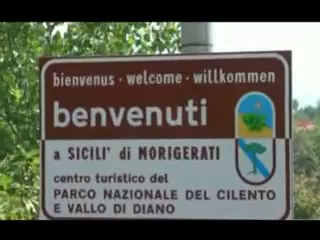 bienvenus · welcome · willkommen
benvenuti
a SICILI' di MORIGERATI
centro turistico del
PARCO NAZIONALE DEL CILENTO
E VALLO DI DIANO